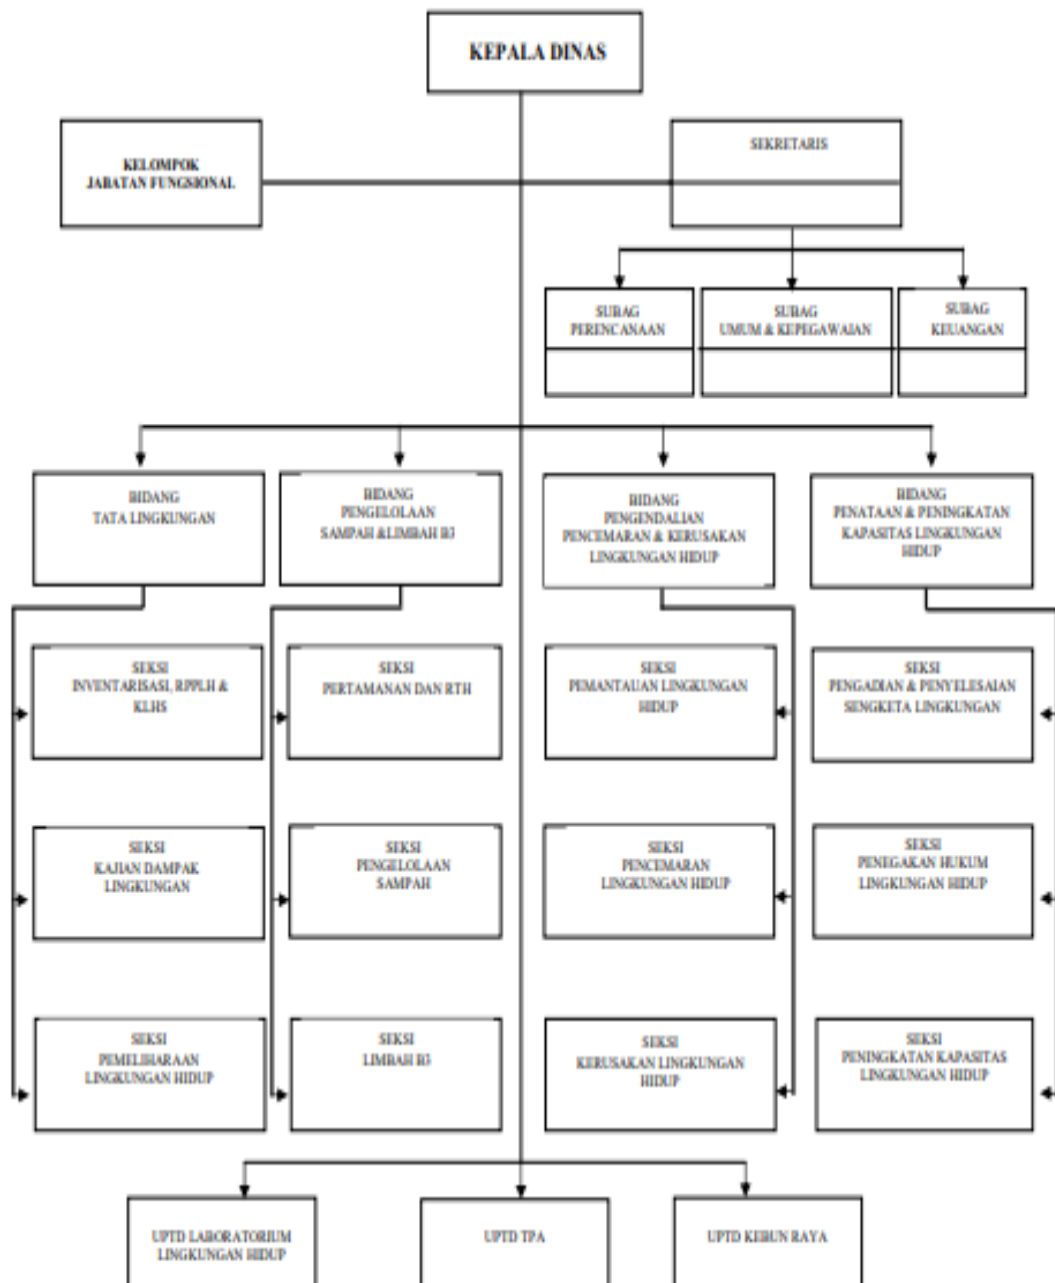 KEPALA DINAS
KELOMPOK
JABATAN FUNGSIONAL
SEKRETARIS
SUBAG
PERENCANAAN
SUBAG
UMUM & KEPEGAWAIAN
SUBAG
KEUANGAN
BIDANG
TATA LINGKUNGAN
BIDANG
PENGELOLAAN
SAMPAH &LIMBAH B3
BIDANG
PENGENDALIAN
PENCEMARAN & KERUSAKAN
LINGKUNGAN HIDUP
BIDANG
PENATAAN & PENINGKATAN
KAPASITAS LINGKUNGAN
HIDUP
SEKSI
INVENTARISASI, RPPLH &
KLHS
SEKSI
PERTAMANAN DAN RTH
SEKSI
PEMANTAUAN LINGKUNGAN
HIDUP
SEKSI
PENGADIAN & PENYELESAIAN
SENGKETA LINGKUNGAN
SEKSI
KAJIAN DAMPAK
LINGKUNGAN
SEKSI
PENGELOLAAN
SAMPAH
SEKSI
PENCEMARAN
LINGKUNGAN HIDUP
SEKSI
PENEGAKAN HUKUM
LINGKUNGAN HIDUP
SEKSI
PEMELIHARAAN
LINGKUNGAN HIDUP
SEKSI
LIMBAH B3
SEKSI
KERUSAKAN LINGKUNGAN
HIDUP
SEKSI
PENINGKATAN KAPASITAS
LINGKUNGAN HIDUP
UPTD LABORATORIUM
LINGKUNGAN HIDUP
UPTD TPA
UPTD KEBUN RAYA